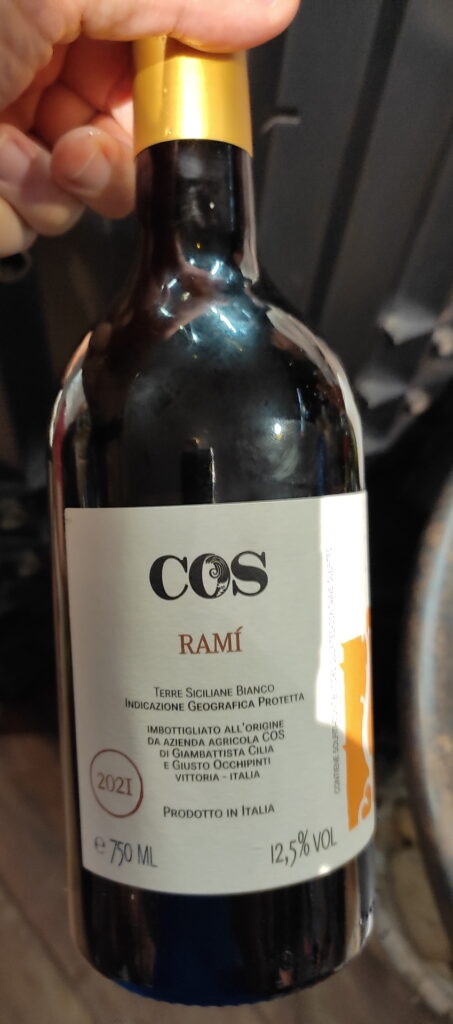 COS
RAMÍ
TERRE SICILIANE BIANCO
INDICAZIONE GEOGRAFICA PROTETTA
IMBOTTIGLIATO ALL'ORIGINE
DA AZIENDA AGRICOLA COS
DI GIAMBATTISTA CILIA
E GIUSTO OCCHIPINTI
VITTORIA - ITALIA
2021
PRODOTTO IN ITALIA
e 750 ML
12,5% VOL
CONTIENE